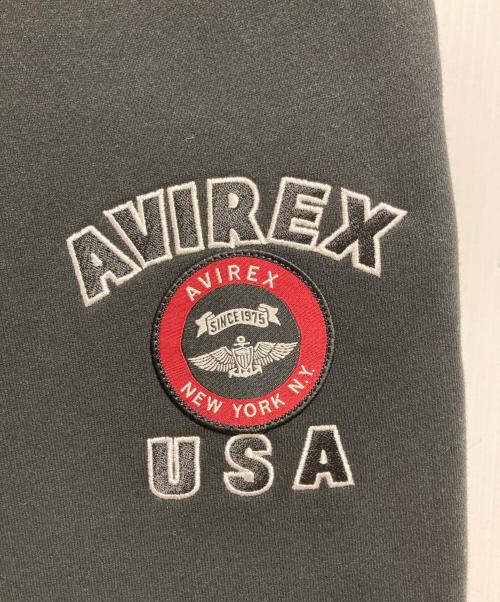 AVIREX
AVIREX
SINCE 1975
NEW YORK N.Y.
USA